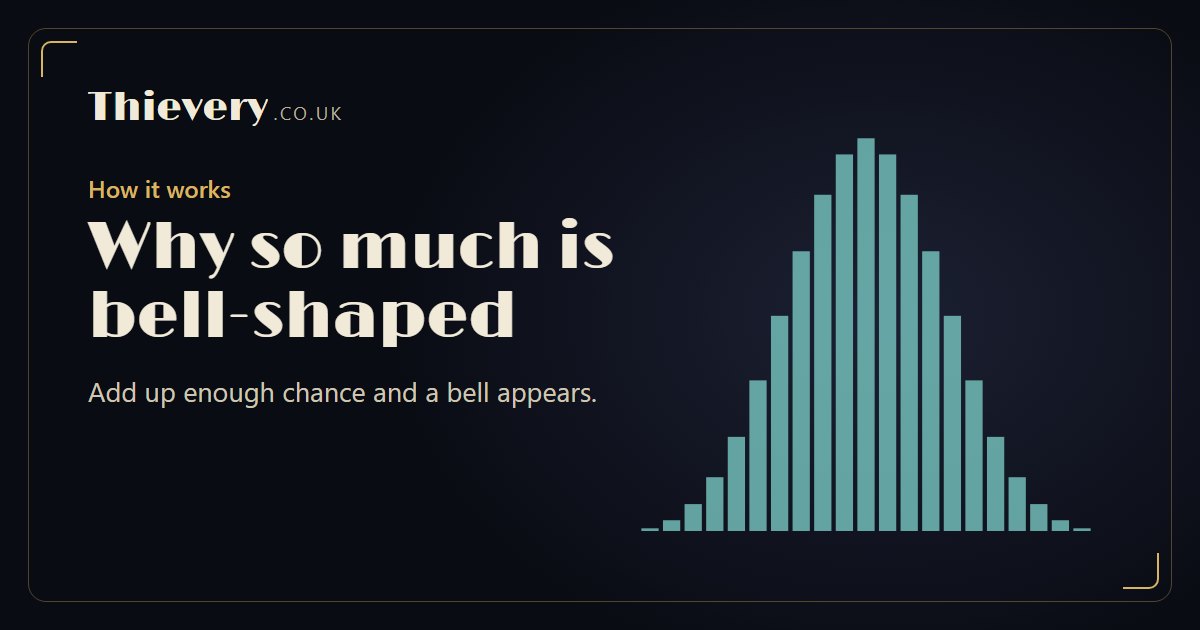 Thievery.CO.UK
How it works
Why so much is
bell-shaped
Add up enough chance and a bell appears.